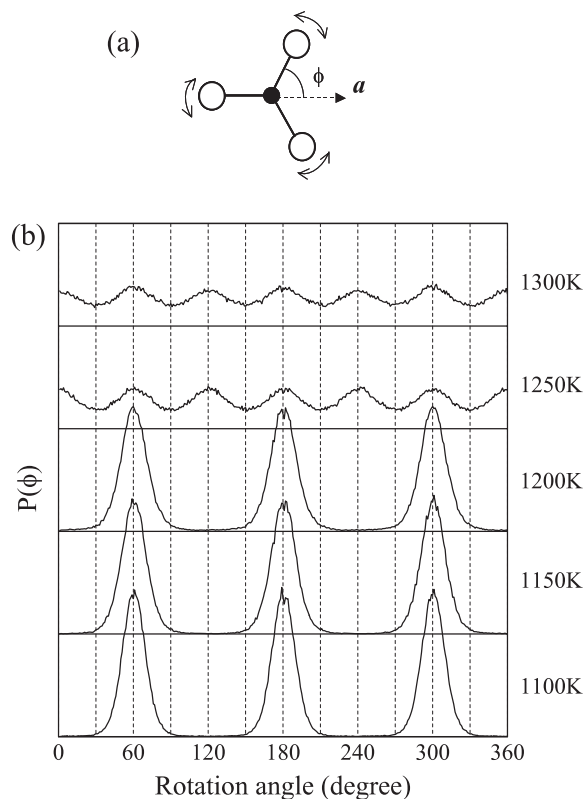 (a)
ϕ
a
(b)
1300K
1250K
1200K
1150K
1100K
P(ϕ)
0 60 120 180 240 300 360
Rotation angle (degree)